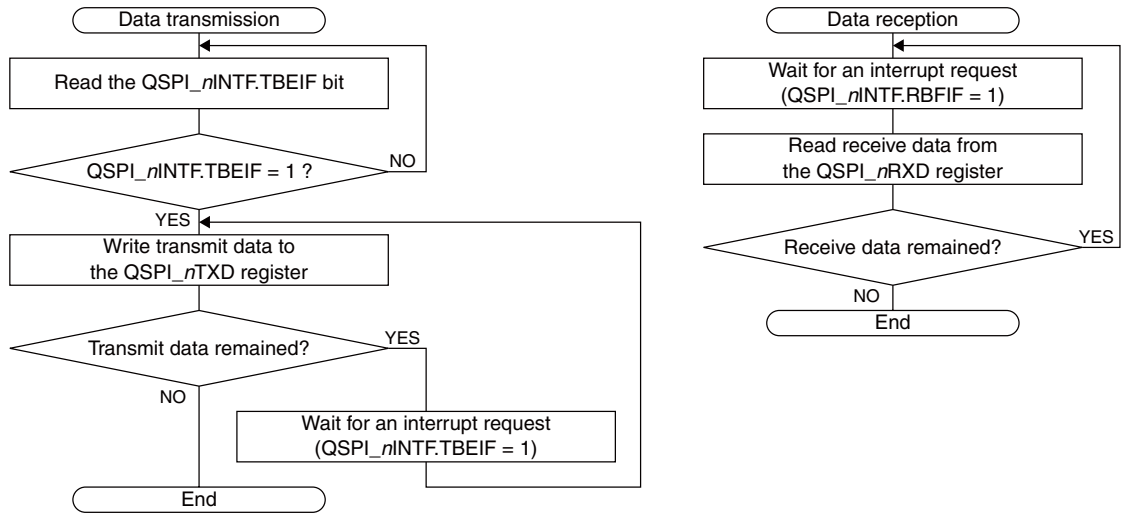 Data transmission
Read the QSPI_nINTF.TBEIF bit
QSPI_nINTF.TBEIF = 1 ?
NO
YES
Write transmit data to
the QSPI_nTXD register
Transmit data remained?
YES
NO
Wait for an interrupt request
(QSPI_nINTF.TBEIF = 1)
End
Data reception
Wait for an interrupt request
(QSPI_nINTF.RBFIF = 1)
Read receive data from
the QSPI_nRXD register
Receive data remained?
YES
NO
End